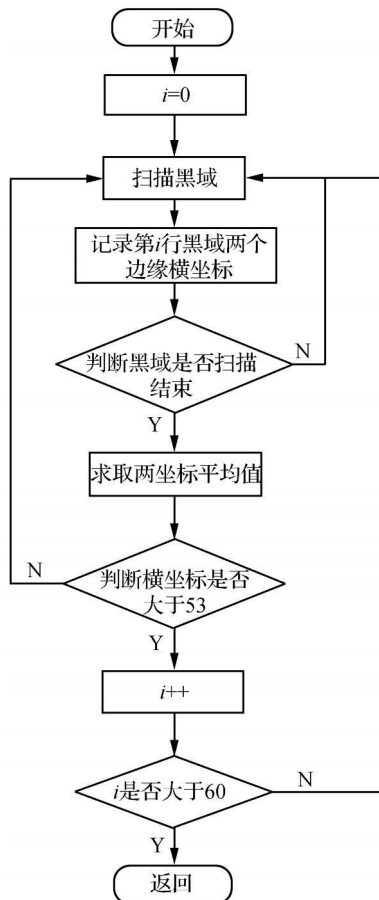 开始
i=0
扫描黑域
记录第i行黑域两个
边缘横坐标
判断黑域是否扫描
结束
N
Y
求取两坐标平均值
判断横坐标是否
大于53
N
Y
i++
i是否大于60
N
Y
返回